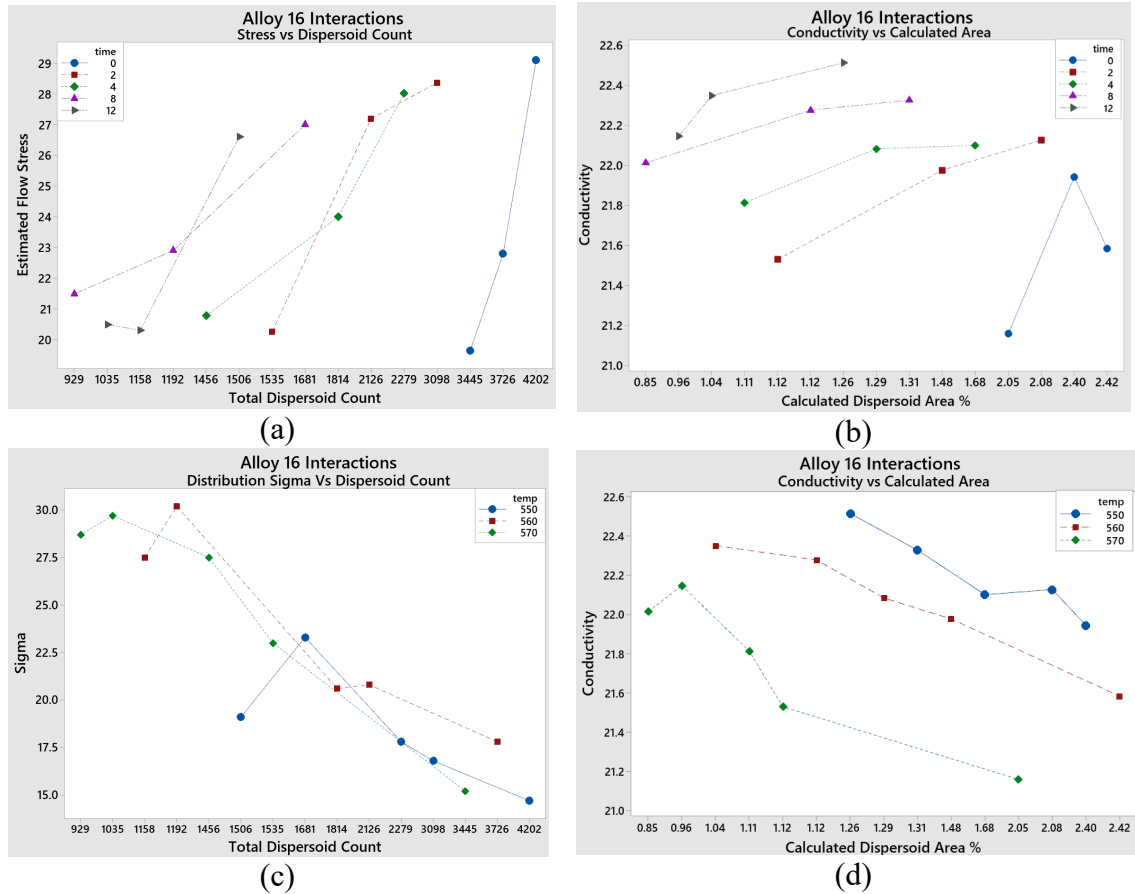 Alloy 16 Interactions
Stress vs Dispersoid Count
time
0
2
4
8
12
Estimated Flow Stress
29
28
27
26
25
24
23
22
21
20
929 1035 1158 1192 1456 1506 1535 1681 1814 2126 2279 3098 3445 3726 4202
Total Dispersoid Count
(a)
Alloy 16 Interactions
Conductivity vs Calculated Area
time
0
2
4
8
12
Conductivity
22.6
22.4
22.2
22.0
21.8
21.6
21.4
21.2
21.0
0.85 0.96 1.04 1.11 1.12 1.12 1.26 1.29 1.31 1.48 1.68 2.05 2.08 2.40 2.42
Calculated Dispersoid Area %
(b)
Alloy 16 Interactions
Distribution Sigma Vs Dispersoid Count
temp
550
560
570
Sigma
30.0
27.5
25.0
22.5
20.0
17.5
15.0
929 1035 1158 1192 1456 1506 1535 1681 1814 2126 2279 3098 3445 3726 4202
Total Dispersoid Count
(c)
Alloy 16 Interactions
Conductivity vs Calculated Area
temp
550
560
570
Conductivity
22.6
22.4
22.2
22.0
21.8
21.6
21.4
21.2
21.0
0.85 0.96 1.04 1.11 1.12 1.12 1.26 1.29 1.31 1.48 1.68 2.05 2.08 2.40 2.42
Calculated Dispersoid Area %
(d)